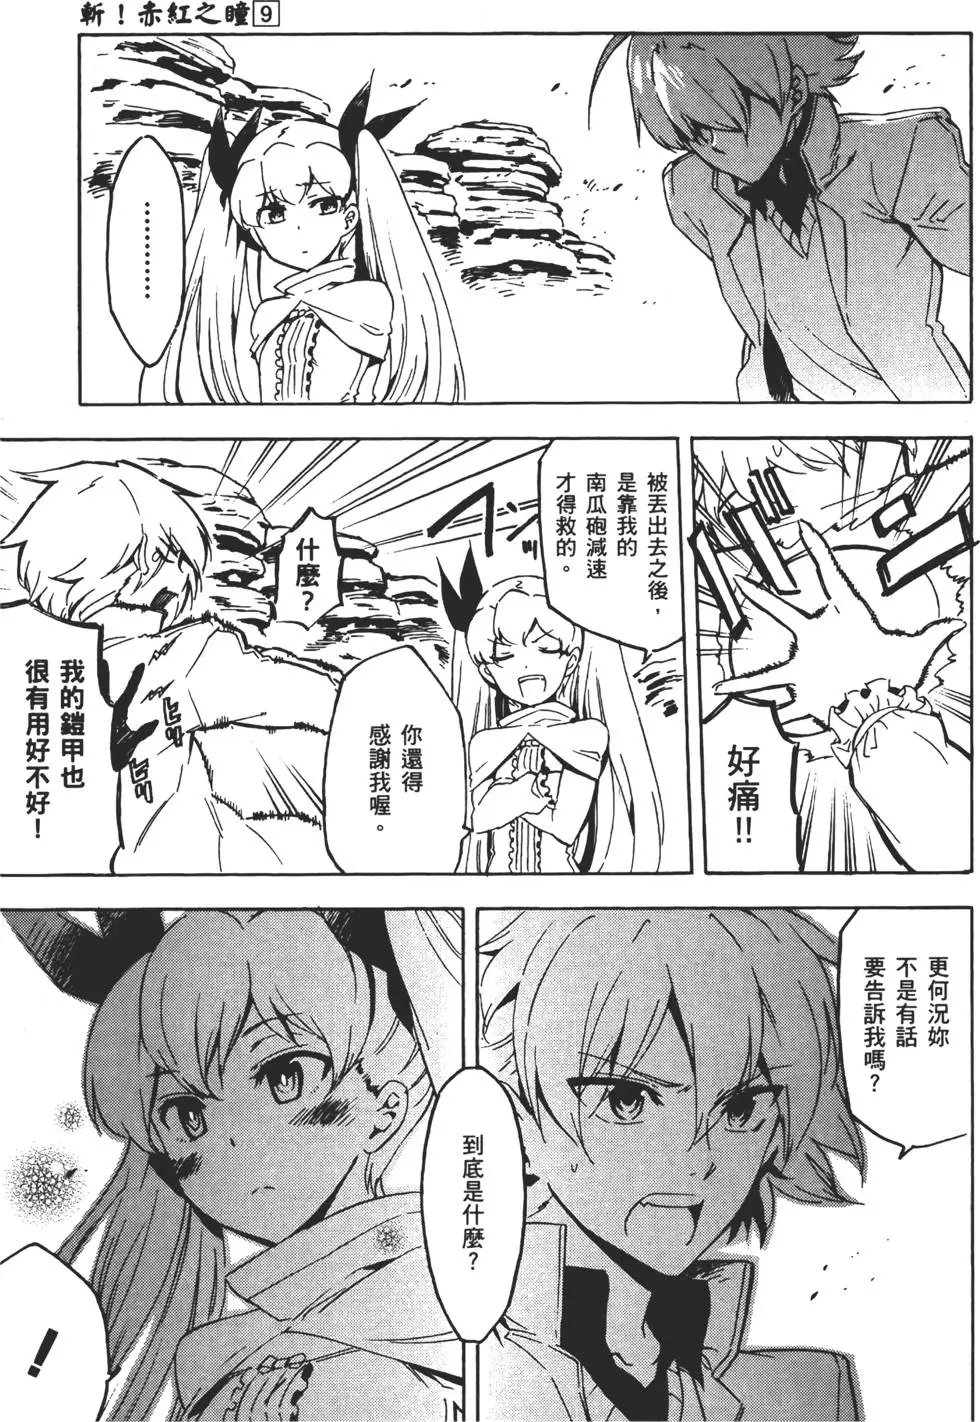 斬！赤紅之瞳9
…………
好痛!!
被丟出去之後，
是靠我的
南瓜砲減速
才得救的。
你還得
感謝我喔。
什麼？
我的鎧甲也
很有用好不好！
更何況妳
不是有話
要告訴我嗎？
到底是什麼？
！